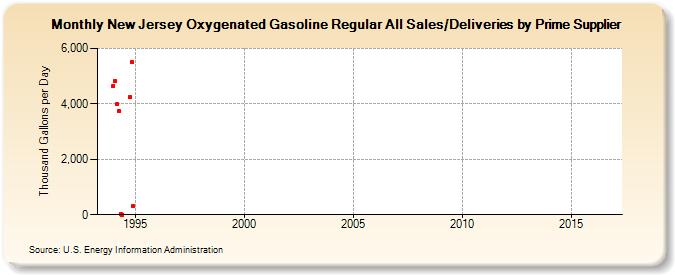 Monthly New Jersey Oxygenated Gasoline Regular All Sales/Deliveries by Prime Supplier
Thousand Gallons per Day
6,000
4,000
2,000
0
1995 2000 2005 2010 2015
Source: U.S. Energy Information Administration